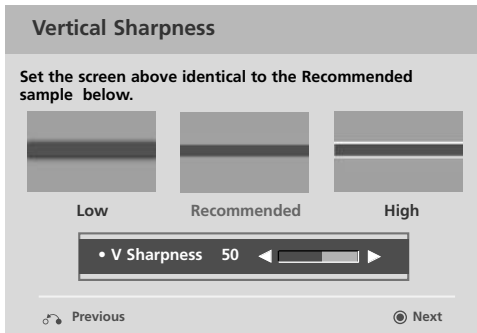 Vertical Sharpness
Set the screen above identical to the Recommended
sample below.
Low Recommended High
• V Sharpness 50
Previous Next